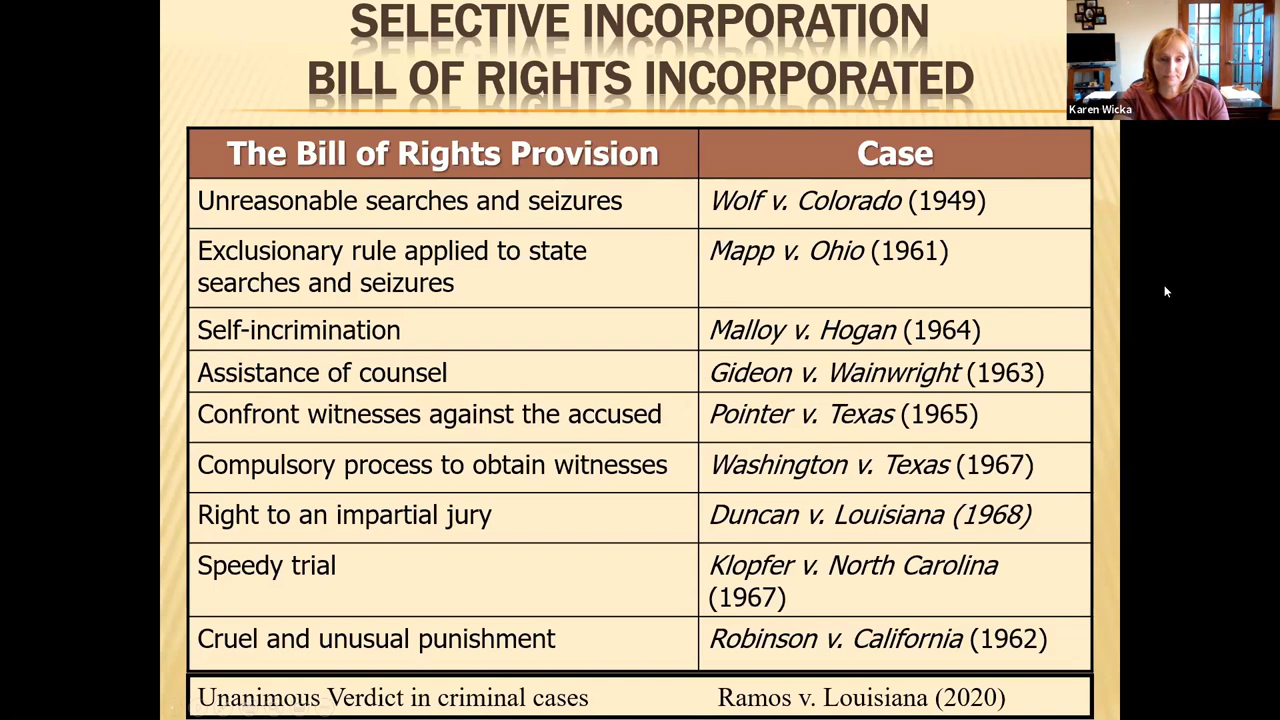 SELECTIVE INCORPORATION
BILL OF RIGHTS INCORPORATED
Karen Wicka
The Bill of Rights Provision Case
Unreasonable searches and seizures Wolf v. Colorado (1949)
Exclusionary rule applied to state Mapp v. Ohio (1961)
searches and seizures
Self-incrimination Malloy v. Hogan (1964)
Assistance of counsel Gideon v. Wainwright (1963)
Confront witnesses against the accused Pointer v. Texas (1965)
Compulsory process to obtain witnesses Washington v. Texas (1967)
Right to an impartial jury Duncan v. Louisiana (1968)
Speedy trial Klopfer v. North Carolina
(1967)
Cruel and unusual punishment Robinson v. California (1962)
Unanimous Verdict in criminal cases Ramos v. Louisiana (2020)